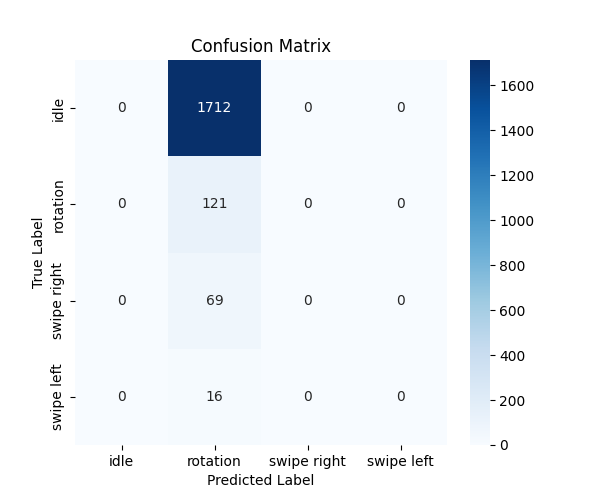 Confusion Matrix
True Label
idle
0 1712 0 0
rotation
0 121 0 0
swipe right
0 69 0 0
swipe left
0 16 0 0
idle rotation swipe right swipe left
Predicted Label
1600
1400
1200
1000
800
600
400
200
0